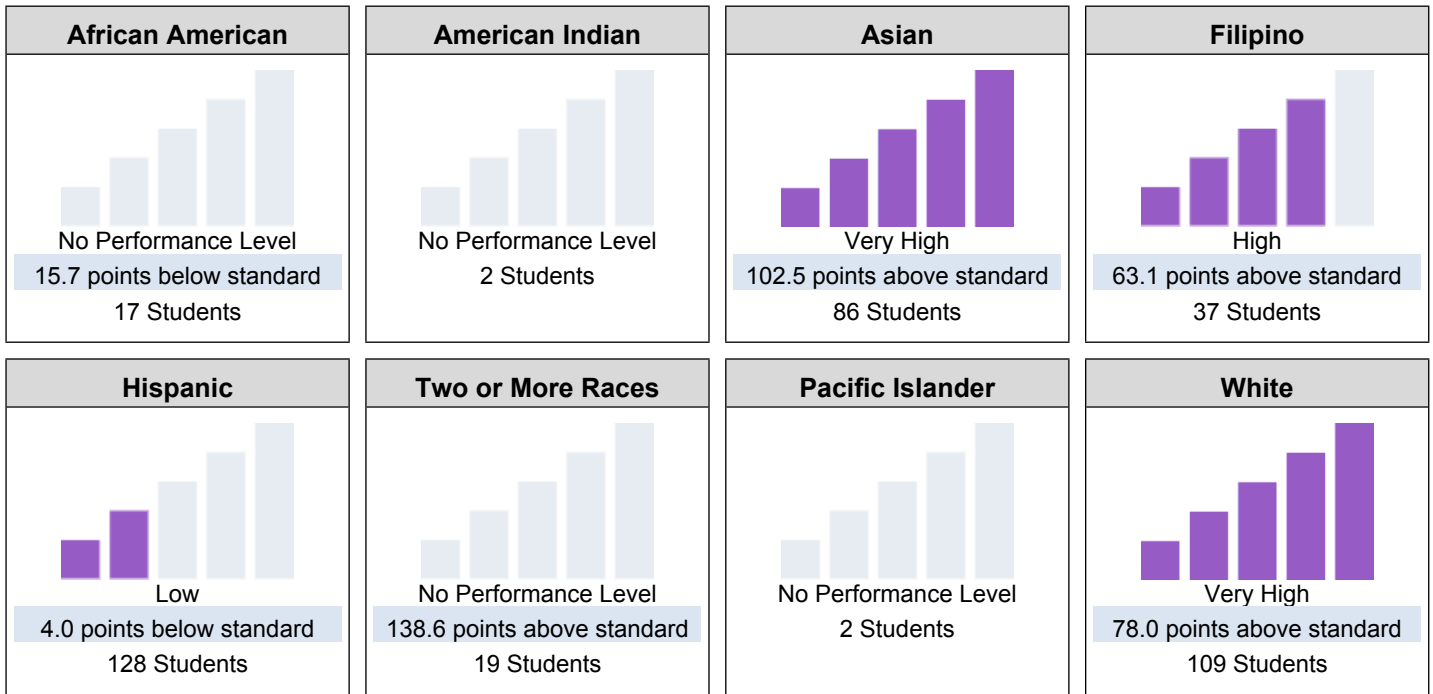 African American
No Performance Level
15.7 points below standard
17 Students
American Indian
No Performance Level
2 Students
Asian
Very High
102.5 points above standard
86 Students
Filipino
High
63.1 points above standard
37 Students
Hispanic
Low
4.0 points below standard
128 Students
Two or More Races
No Performance Level
138.6 points above standard
19 Students
Pacific Islander
No Performance Level
2 Students
White
Very High
78.0 points above standard
109 Students